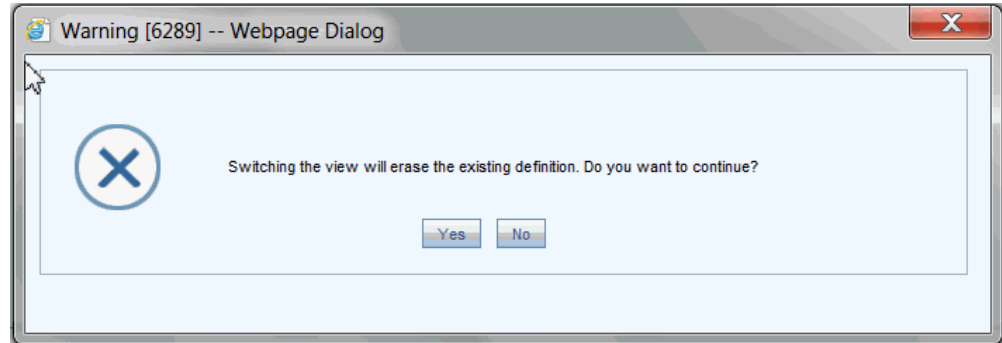 Warning [6289] -- Webpage Dialog
Switching the view will erase the existing definition. Do you want to continue?
Yes No